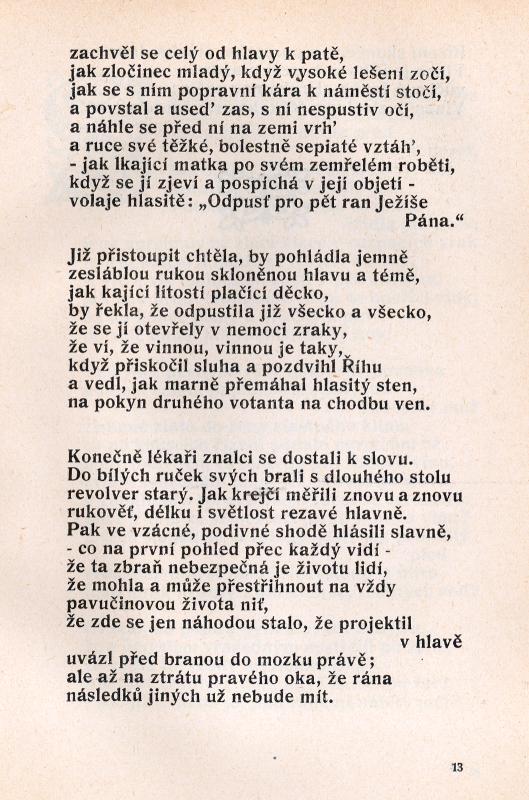 zachvěl se celý od hlavy k patě,
jak zločinec mladý, když vysoké lešení zočí,
jak se s ním popravní kára k náměstí stočí,
a povstal a used’ zas, s ní nespustiv očí,
a náhle se před ní na zemi vrh’
a ruce své těžké, bolestně sepiaté vztáh’,
- jak lkající matka po svém zemřelém roběti,
když se jí zjeví a pospíchá v její objetí -
volaje hlasitě: „Odpusť pro pět ran Ježíše
Pána.“
Již přistoupit chtěla, by pohládla jemně
zesláblou rukou skloněnou hlavu a témě,
jak kající lítostí plačící děcko,
by řekla, že odpustila již všecko a všecko,
že se jí otevřely v nemoci zraky,
že ví, že vinnou, vinnou je taky,
když přiskočil sluha a pozdvihl Říhu
a vedl, jak marně přemáhal hlasitý sten,
na pokyn druhého votanta na chodbu ven.
Konečně lékaři znalci se dostali k slovu.
Do bílých ruček svých brali s dlouhého stolu
revolver starý. Jak krejčí měřili znovu a znovu
rukověť, délku i světlost rezavé hlavně.
Pak ve vzácné, podivné shodě hlásili slavně,
- co na první pohled přec každý vidí -
že ta zbraň nebezpečná je životu lidí,
že mohla a může přestřihnout na vždy
pavučinovou života niť,
že zde se jen náhodou stalo, že projektil
v hlavě
uvázl před branou do mozku právě;
ale až na ztrátu pravého oka, že rána
následků jiných už nebude mít.
13